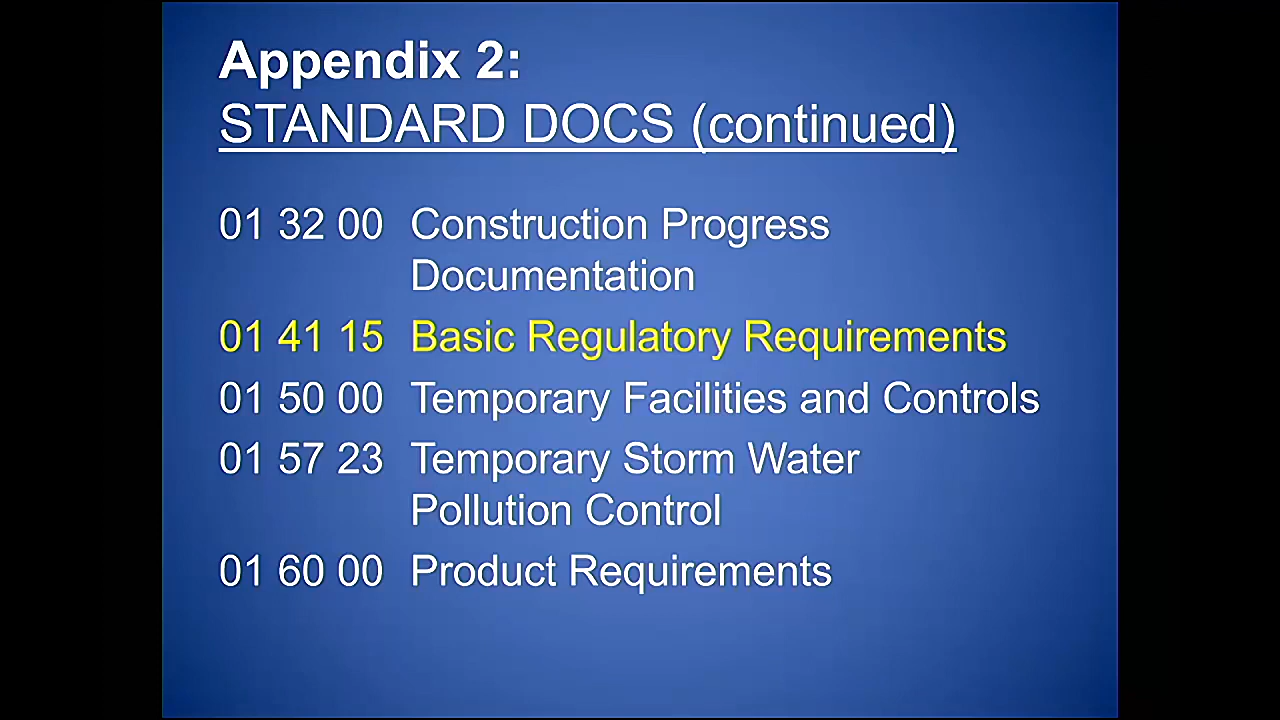 Appendix 2:
STANDARD DOCS (continued)
01 32 00 Construction Progress
Documentation
01 41 15 Basic Regulatory Requirements
01 50 00 Temporary Facilities and Controls
01 57 23 Temporary Storm Water
Pollution Control
01 60 00 Product Requirements